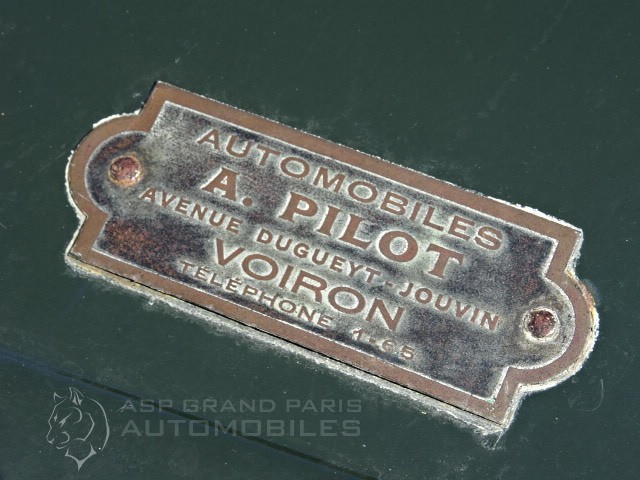 AUTOMOBILES
A. PILOT
AVENUE DUGUEYT-JOUVIN
VOIRON
TÉLÉPHONE 1-65
ASP GRAND PARIS
AUTOMOBILES